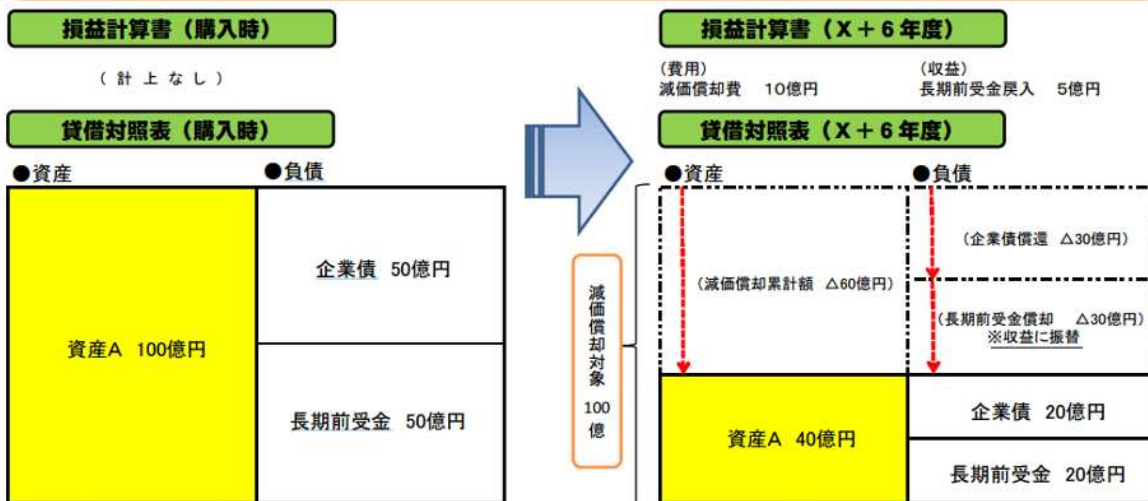 損益計算書（購入時）
（ 計 上 な し ）
貸借対照表（購入時）
●資産
●負債
資産A 100億円
企業債 50億円
長期前受金 50億円
損益計算書（X＋6年度）
(費用)
減価償却費 10億円
(収益)
長期前受金戻入 5億円
貸借対照表（X＋6年度）
●資産
●負債
減価償却対象 100億
(減価償却累計額 △60億円)
(企業債償還 △30億円)
(長期前受金償却 △30億円)
※収益に振替
資産A 40億円
企業債 20億円
長期前受金 20億円